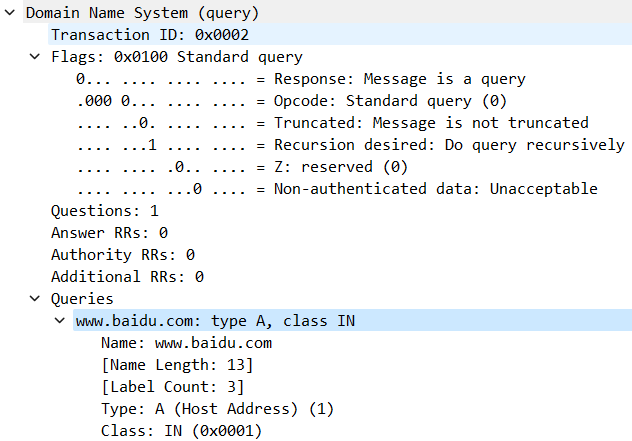 Domain Name System (query)
Transaction ID: 0x0002
Flags: 0x0100 Standard query
0... .... .... .... = Response: Message is a query
.000 0... .... .... = Opcode: Standard query (0)
.... ..0. .... .... = Truncated: Message is not truncated
.... ...1 .... .... = Recursion desired: Do query recursively
.... .... .0.. .... = Z: reserved (0)
.... .... ...0 .... = Non-authenticated data: Unacceptable
Questions: 1
Answer RRs: 0
Authority RRs: 0
Additional RRs: 0
Queries
www.baidu.com: type A, class IN
Name: www.baidu.com
[Name Length: 13]
[Label Count: 3]
Type: A (Host Address) (1)
Class: IN (0x0001)